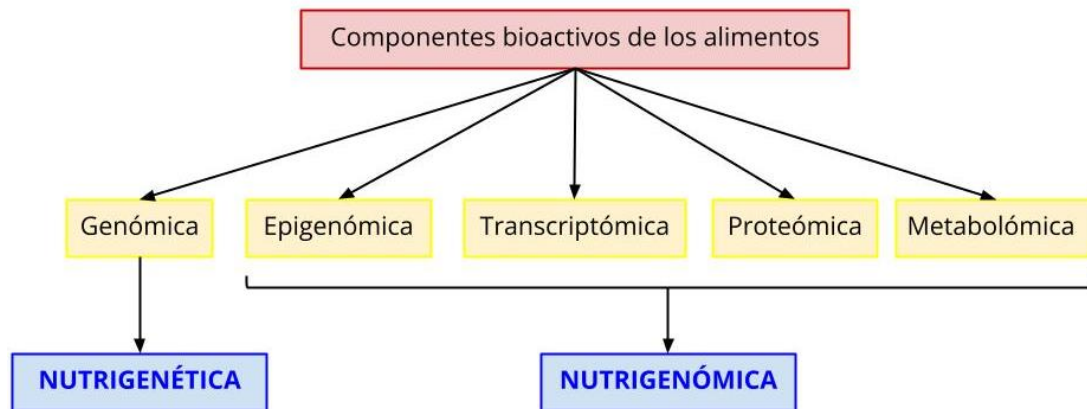 Componentes bioactivos de los alimentos
Genómica
Epigenómica
Transcriptómica
Proteómica
Metabolómica
NUTRIGENÉTICA
NUTRIGENÓMICA